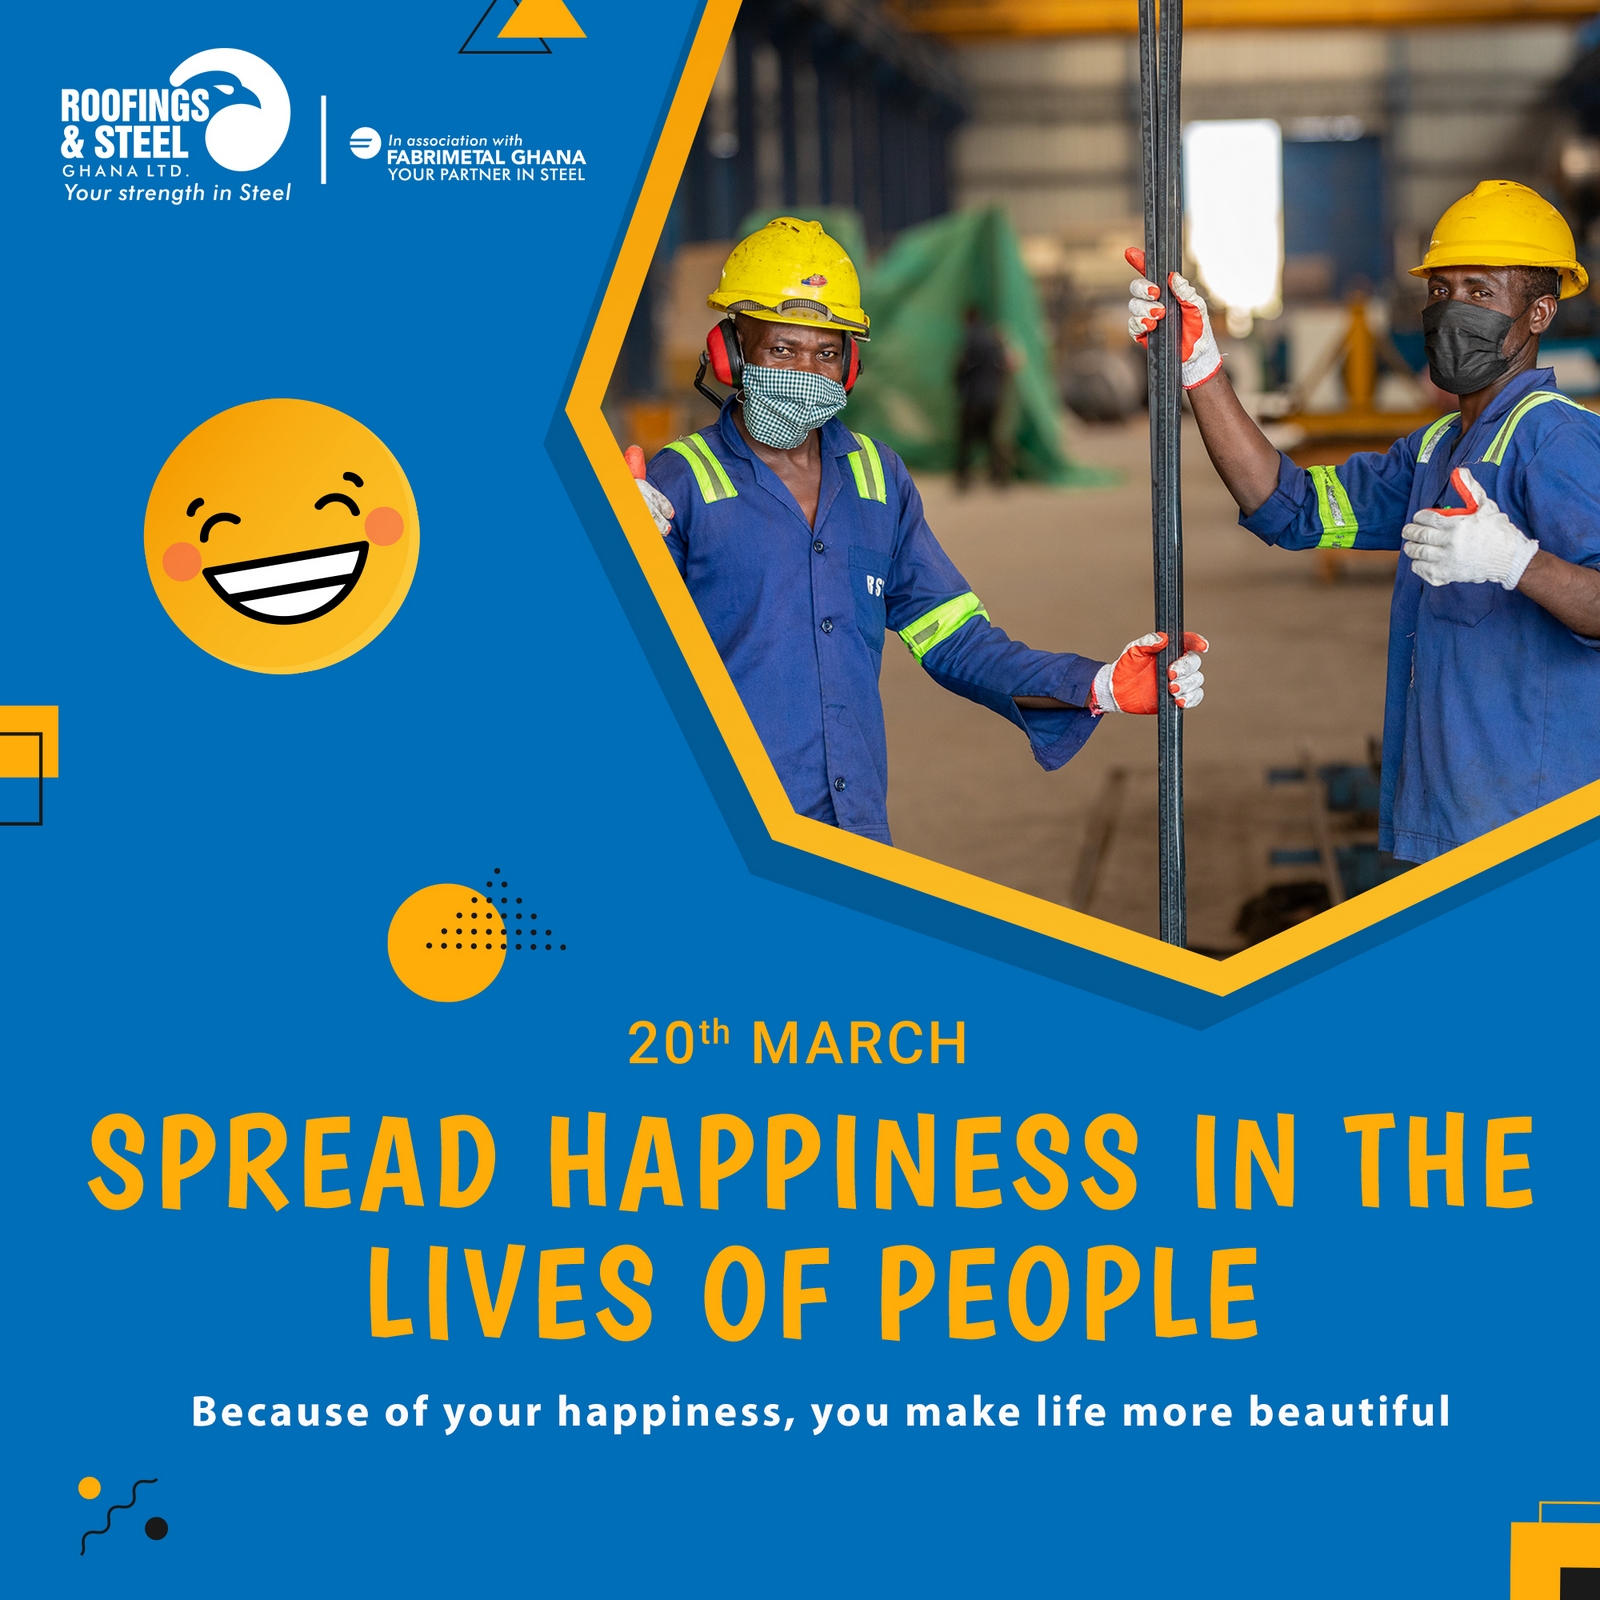 ROOFINGS
& STEEL
GHANA LTD.
Your strength in Steel
In association with
FABRIMETAL GHANA
YOUR PARTNER IN STEEL
20th MARCH
SPREAD HAPPINESS IN THE
LIVES OF PEOPLE
Because of your happiness, you make life more beautiful